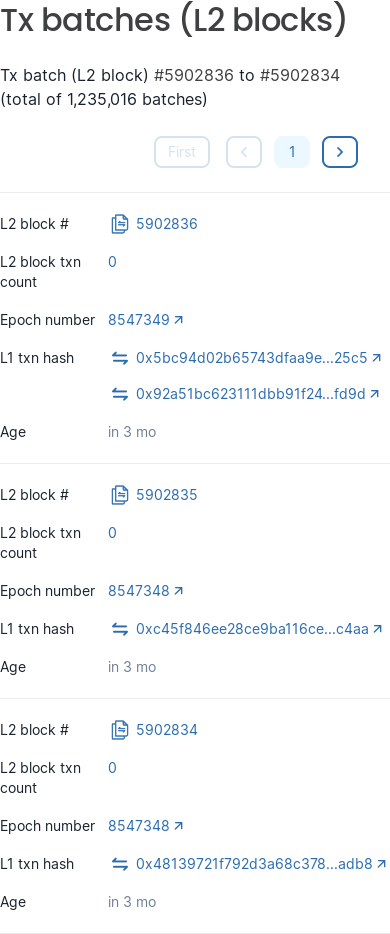 Tx batches (L2 blocks)
Tx batch (L2 block) #5902836 to #5902834
(total of 1,235,016 batches)
First
1
L2 block # 5902836
L2 block txn count 0
Epoch number 8547349
L1 txn hash 0x5bc94d02b65743dfaa9e...25c5
0x92a51bc623111dbb91f24...fd9d
Age in 3 mo
L2 block # 5902835
L2 block txn count 0
Epoch number 8547348
L1 txn hash 0xc45f846ee28ce9ba116ce...c4aa
Age in 3 mo
L2 block # 5902834
L2 block txn count 0
Epoch number 8547348
L1 txn hash 0x48139721f792d3a68c378...adb8
Age in 3 mo